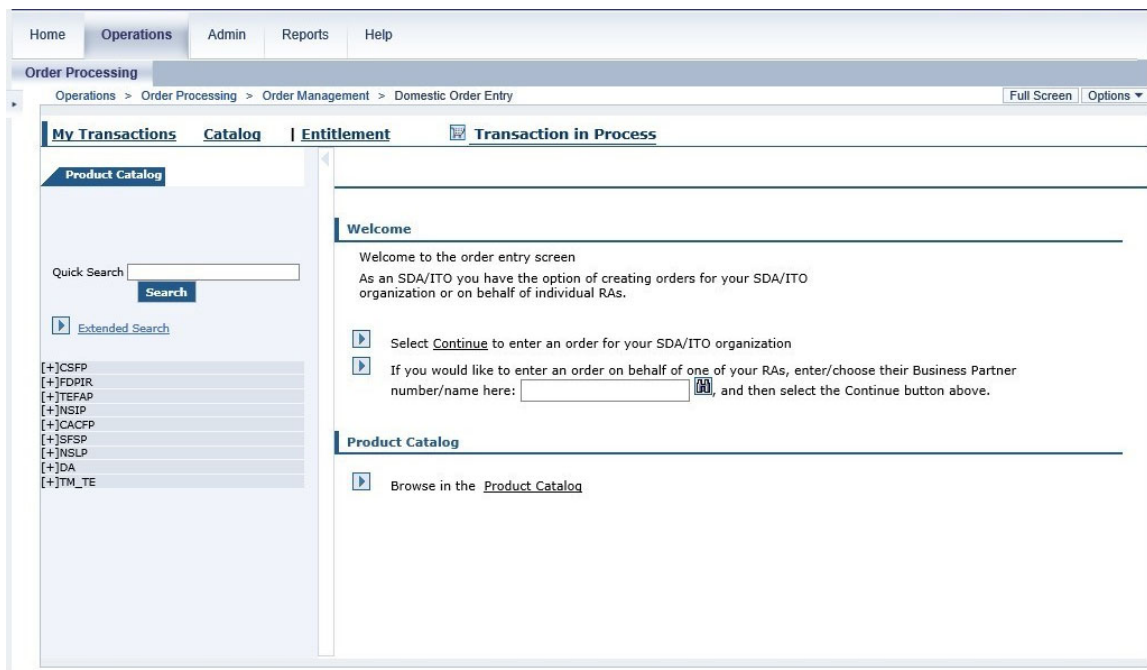 Home Operations Admin Reports Help
Order Processing
Operations > Order Processing > Order Management > Domestic Order Entry Full Screen Options
My Transactions Catalog | Entitlement Transaction in Process
Product Catalog
Quick Search
Search
Extended Search
[+]CSFP
[+]FDPIR
[+]TEFAP
[+]NSIP
[+]CACFP
[+]SFSP
[+]NSLP
[+]DA
[+]TM_TE
Welcome
Welcome to the order entry screen
As an SDA/ITO you have the option of creating orders for your SDA/ITO
organization or on behalf of individual RAs.
Select Continue to enter an order for your SDA/ITO organization
If you would like to enter an order on behalf of one of your RAs, enter/choose their Business Partner
number/name here: , and then select the Continue button above.
Product Catalog
Browse in the Product Catalog